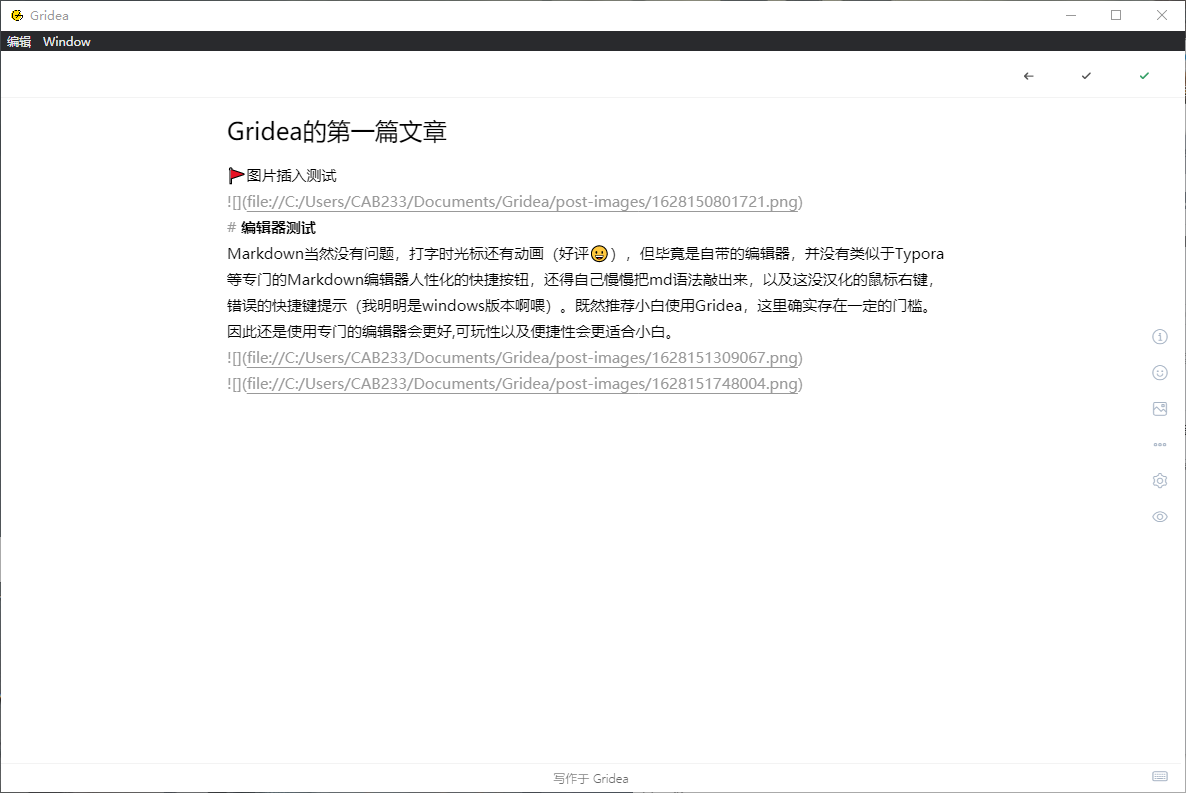 Gridea
编辑 Window
Gridea的第一篇文章
🚩图片插入测试
![](file://C:/Users/CAB233/Documents/Gridea/post-images/1628150801721.png)
# 编辑器测试
Markdown当然没有问题，打字时光标还有动画（好评😀），但毕竟是自带的编辑器，并没有类似于Typora
等专门的Markdown编辑器人性化的快捷按钮，还得自己慢慢把md语法敲出来，以及这没汉化的鼠标右键，
错误的快捷键提示（我明明是windows版本啊喂）。既然推荐小白使用Gridea，这里确实存在一定的门槛。
因此还是使用专门的编辑器会更好,可玩性以及便捷性会更适合小白。
![](file://C:/Users/CAB233/Documents/Gridea/post-images/1628151309067.png)
![](file://C:/Users/CAB233/Documents/Gridea/post-images/1628151748004.png)
写作于 Gridea